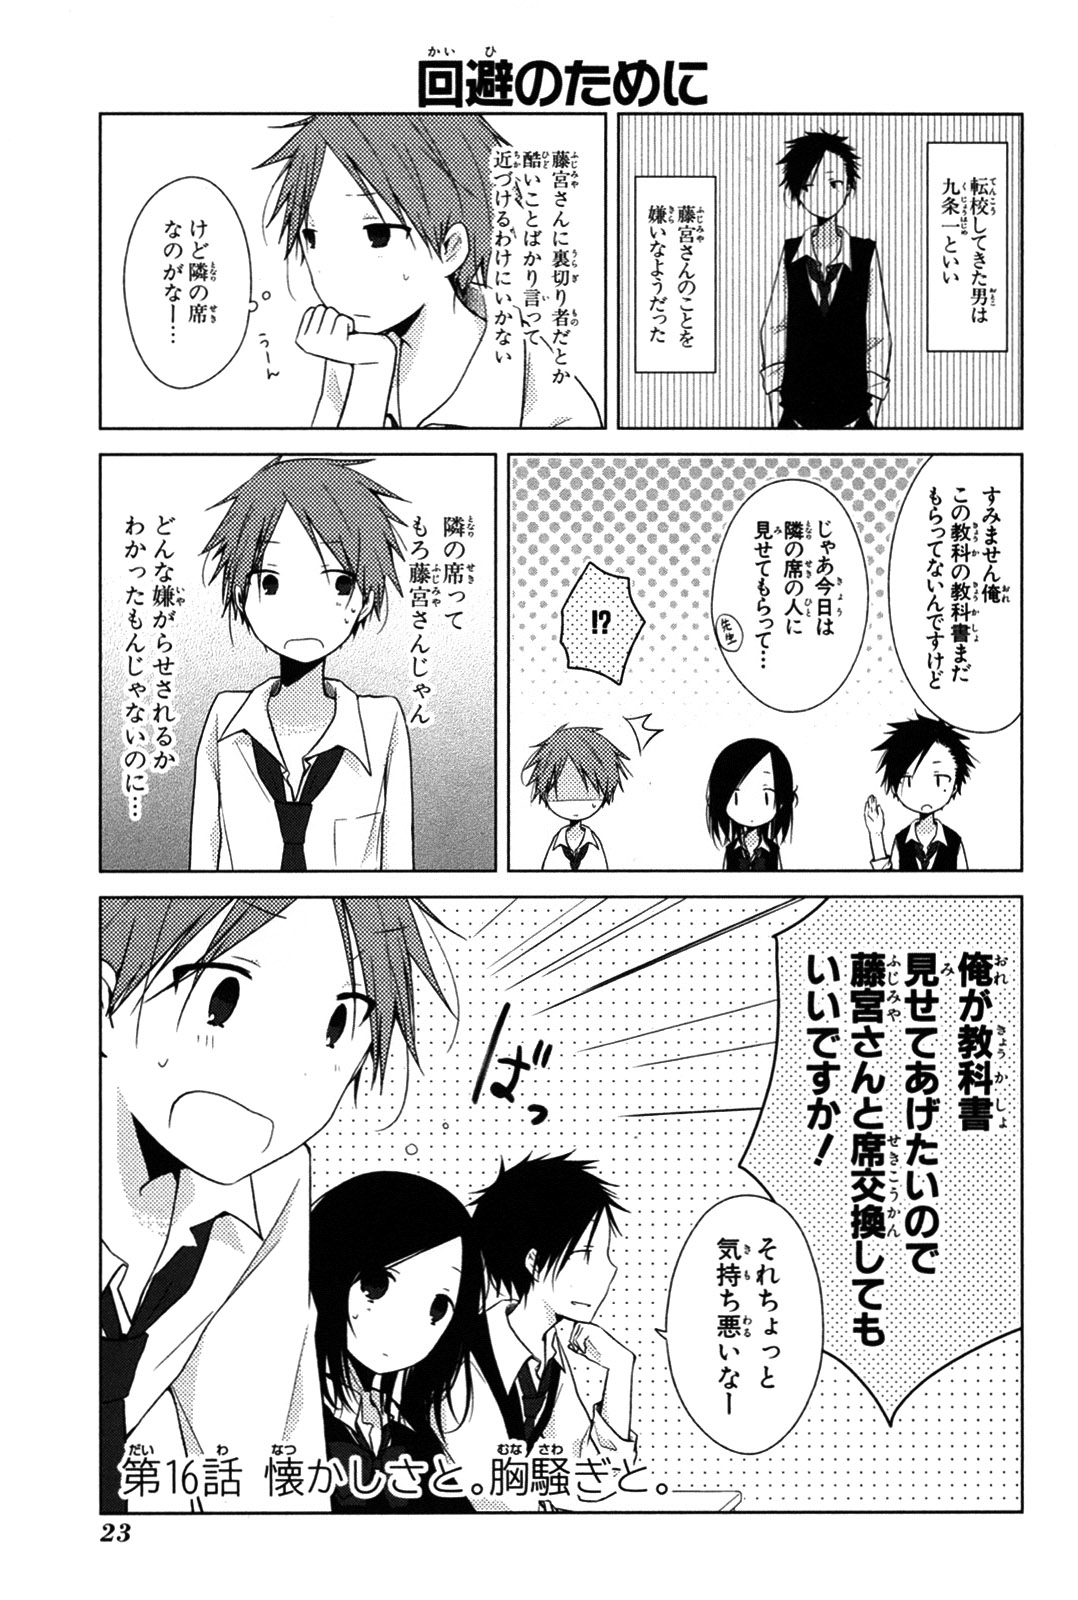 回避のために
転校してきた男は
九条一といい
藤宮さんのことを
嫌いなようだった
藤宮さんに裏切り者だとか
酷いことばかり言って
近づけるわけにいかない
けど隣の席
なのがなー…
うーん
すみません俺
この教科の教科書まだ
もらってないんですけど
じゃあ今日は
隣の席の人に
見せてもらって…
先生
!?
隣の席って
もろ藤宮さんじゃん
どんな嫌がらせされるか
わかったもんじゃないのに…
俺が教科書
見せてあげたいので
藤宮さんと席交換しても
いいですか!
ばっ
それちょっと
気持ち悪いなー
第16話 懐かしさと。胸騒ぎと。
23